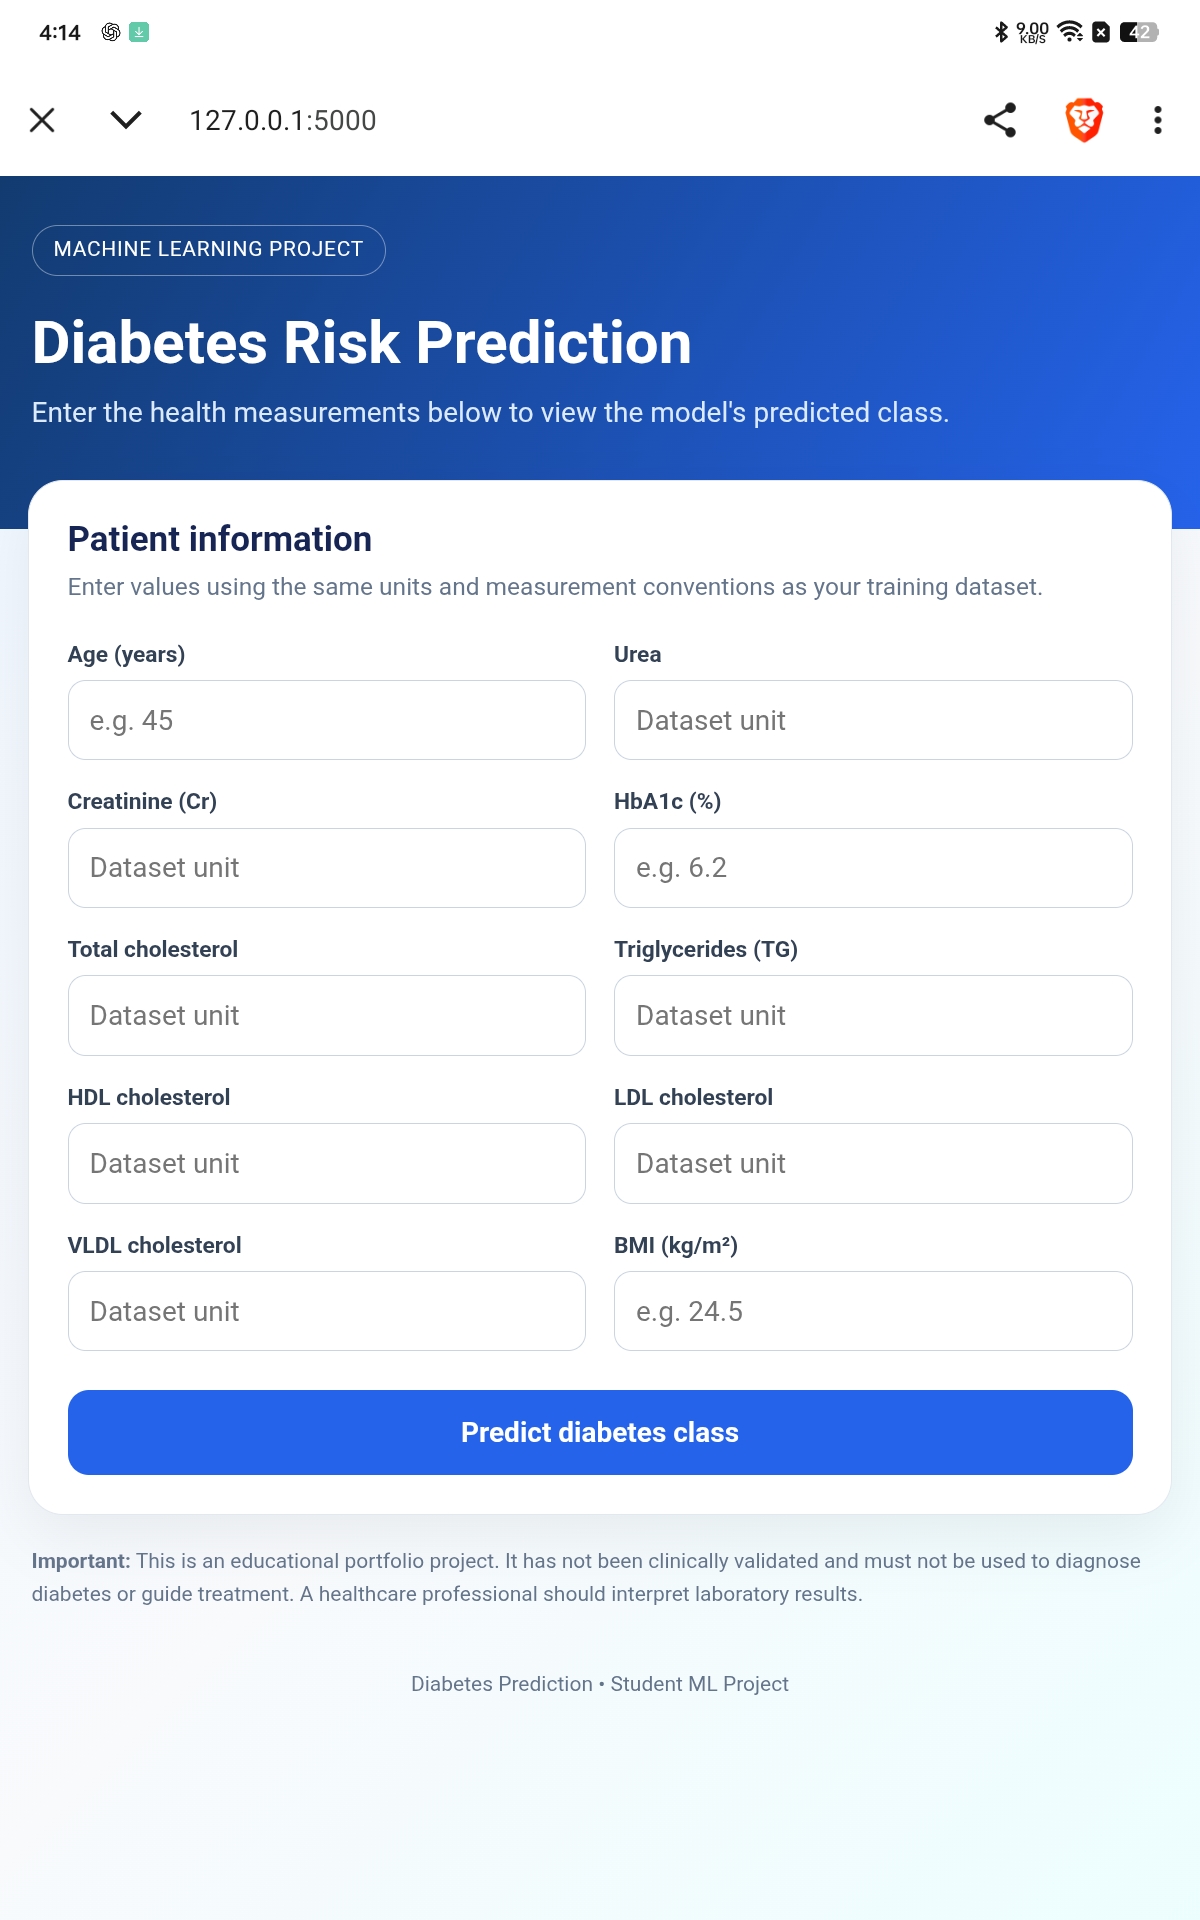 4:14
9.00
KB/S
42
127.0.0.1:5000
MACHINE LEARNING PROJECT
Diabetes Risk Prediction
Enter the health measurements below to view the model's predicted class.
Patient information
Enter values using the same units and measurement conventions as your training dataset.
Age (years)
e.g. 45
Urea
Dataset unit
Creatinine (Cr)
Dataset unit
HbA1c (%)
e.g. 6.2
Total cholesterol
Dataset unit
Triglycerides (TG)
Dataset unit
HDL cholesterol
Dataset unit
LDL cholesterol
Dataset unit
VLDL cholesterol
Dataset unit
BMI (kg/m²)
e.g. 24.5
Predict diabetes class
Important: This is an educational portfolio project. It has not been clinically validated and must not be used to diagnose
diabetes or guide treatment. A healthcare professional should interpret laboratory results.
Diabetes Prediction • Student ML Project